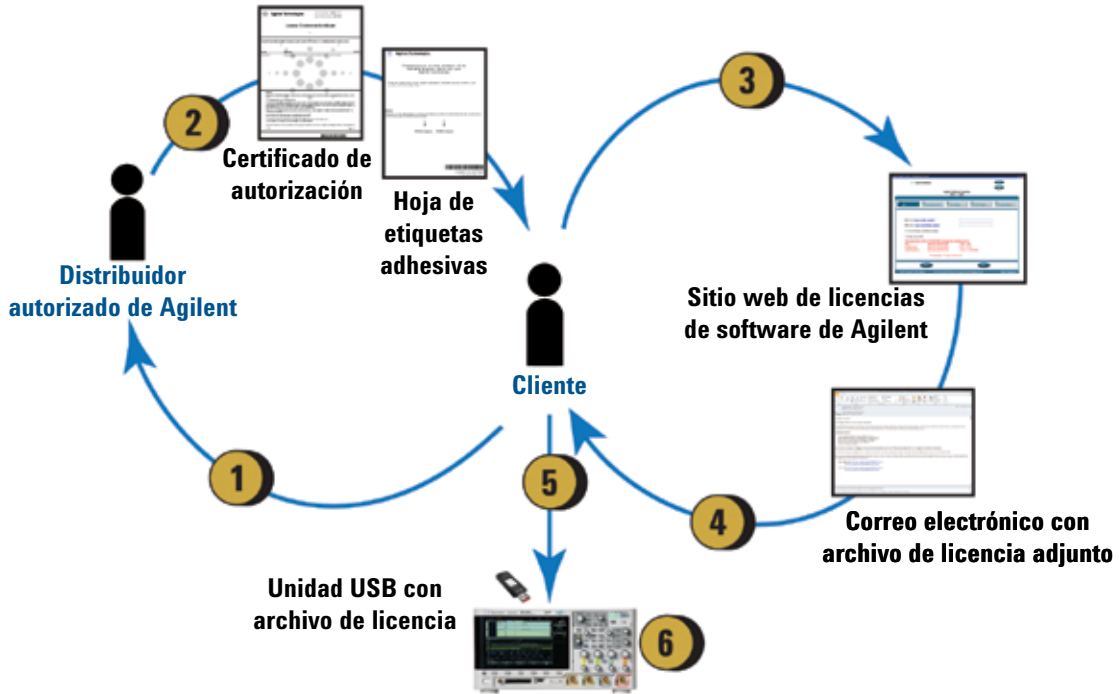 2
Certificado de
autorización
Hoja de
etiquetas
adhesivas
3
Distribuidor
autorizado de Agilent
Sitio web de licencias
de software de Agilent
Cliente
1
5
4
Correo electrónico con
archivo de licencia adjunto
Unidad USB con
archivo de licencia
6